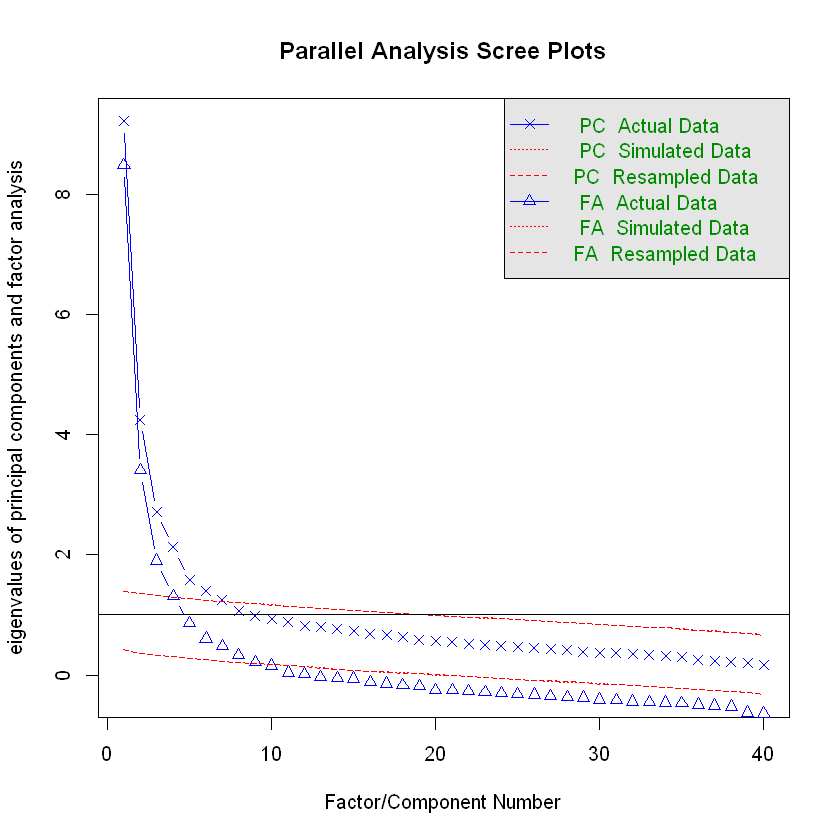 Parallel Analysis Scree Plots
PC Actual Data
PC Simulated Data
PC Resampled Data
FA Actual Data
FA Simulated Data
FA Resampled Data
eigenvalues of principal components and factor analysis
8
6
4
2
0
0 10 20 30 40
Factor/Component Number